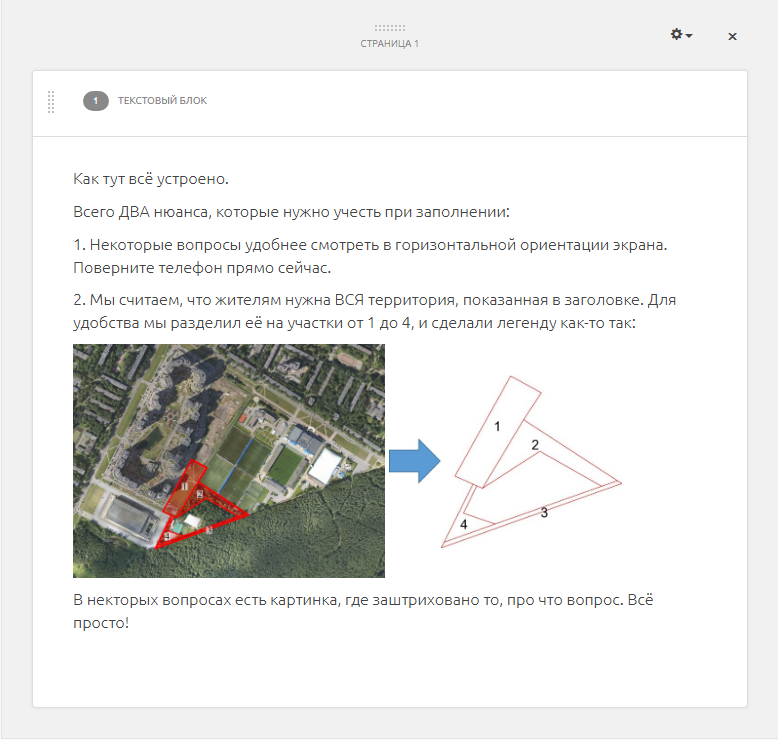 СТРАНИЦА 1
1 ТЕКСТОВЫЙ БЛОК
Как тут всё устроено.
Всего ДВА нюанса, которые нужно учесть при заполнении:
1. Некоторые вопросы удобнее смотреть в горизонтальной ориентации экрана.
Поверните телефон прямо сейчас.
2. Мы считаем, что жителям нужна ВСЯ территория, показанная в заголовке. Для
удобства мы разделил её на участки от 1 до 4, и сделали легенду как-то так:
1
2
3
4
В некторых вопросах есть картинка, где заштриховано то, про что вопрос. Всё
просто!